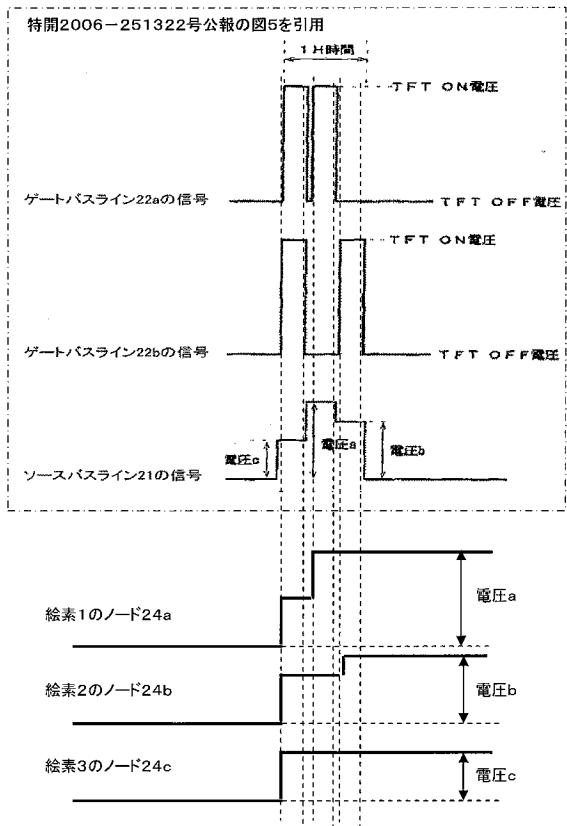 特開2006-251322号公報の図5を引用
1H時間
TFT ON電圧
ゲートバスライン22aの信号
TFT OFF電圧
TFT ON電圧
ゲートバスライン22bの信号
TFT OFF電圧
電圧c
電圧a
電圧b
ソースバスライン21の信号
絵素1のノード24a
電圧a
絵素2のノード24b
電圧b
絵素3のノード24c
電圧c